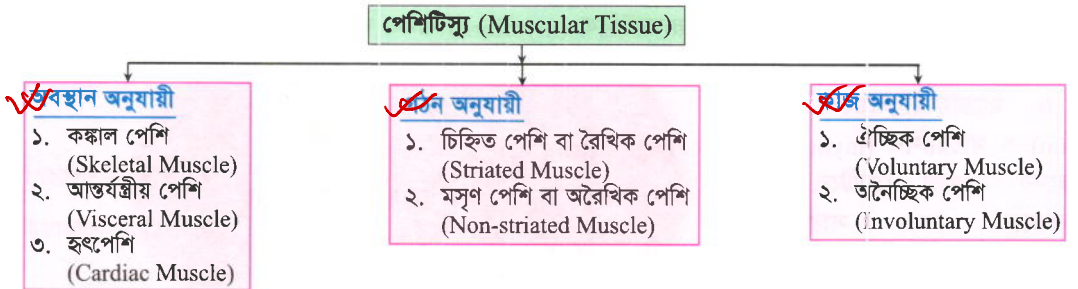 পেশিটিস্যু (Muscular Tissue)
অবস্থান অনুযায়ী
১. কঙ্কাল পেশি
(Skeletal Muscle)
২. আন্তর্যন্ত্রীয় পেশি
(Visceral Muscle)
৩. হৃৎপেশি
(Cardiac Muscle)
গঠন অনুযায়ী
১. চিহ্নিত পেশি বা রৈখিক পেশি
(Striated Muscle)
২. মসৃণ পেশি বা অরৈখিক পেশি
(Non-striated Muscle)
কাজ অনুযায়ী
১. ঐচ্ছিক পেশি
(Voluntary Muscle)
২. অনৈচ্ছিক পেশি
(Involuntary Muscle)